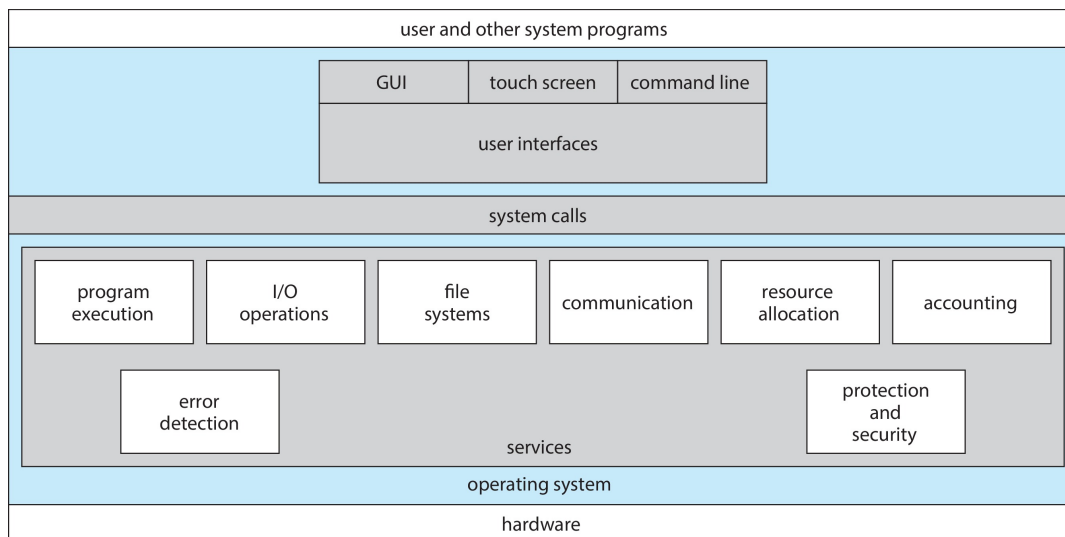 user and other system programs
GUI
touch screen
command line
user interfaces
system calls
program
execution
I/O
operations
file
systems
communication
resource
allocation
accounting
error
detection
protection
and
security
services
operating system
hardware